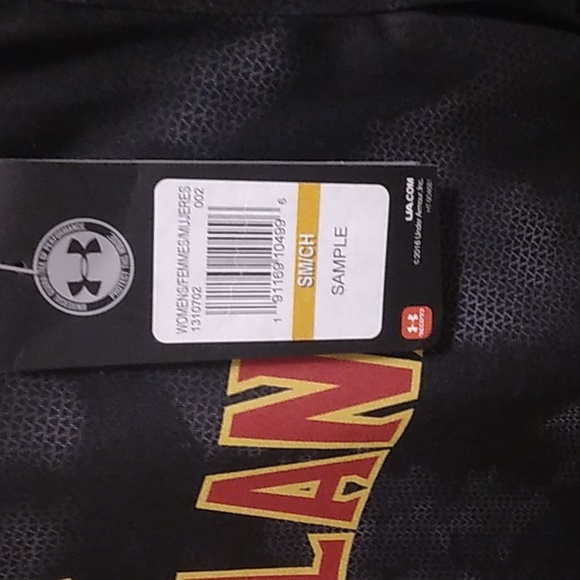 WOMENS/FEMMES/MUJERES
1310702 002
1 91169 10499 6
SM/CH
SAMPLE
UA.COM
©2016 Under Armour, Inc.
LAN